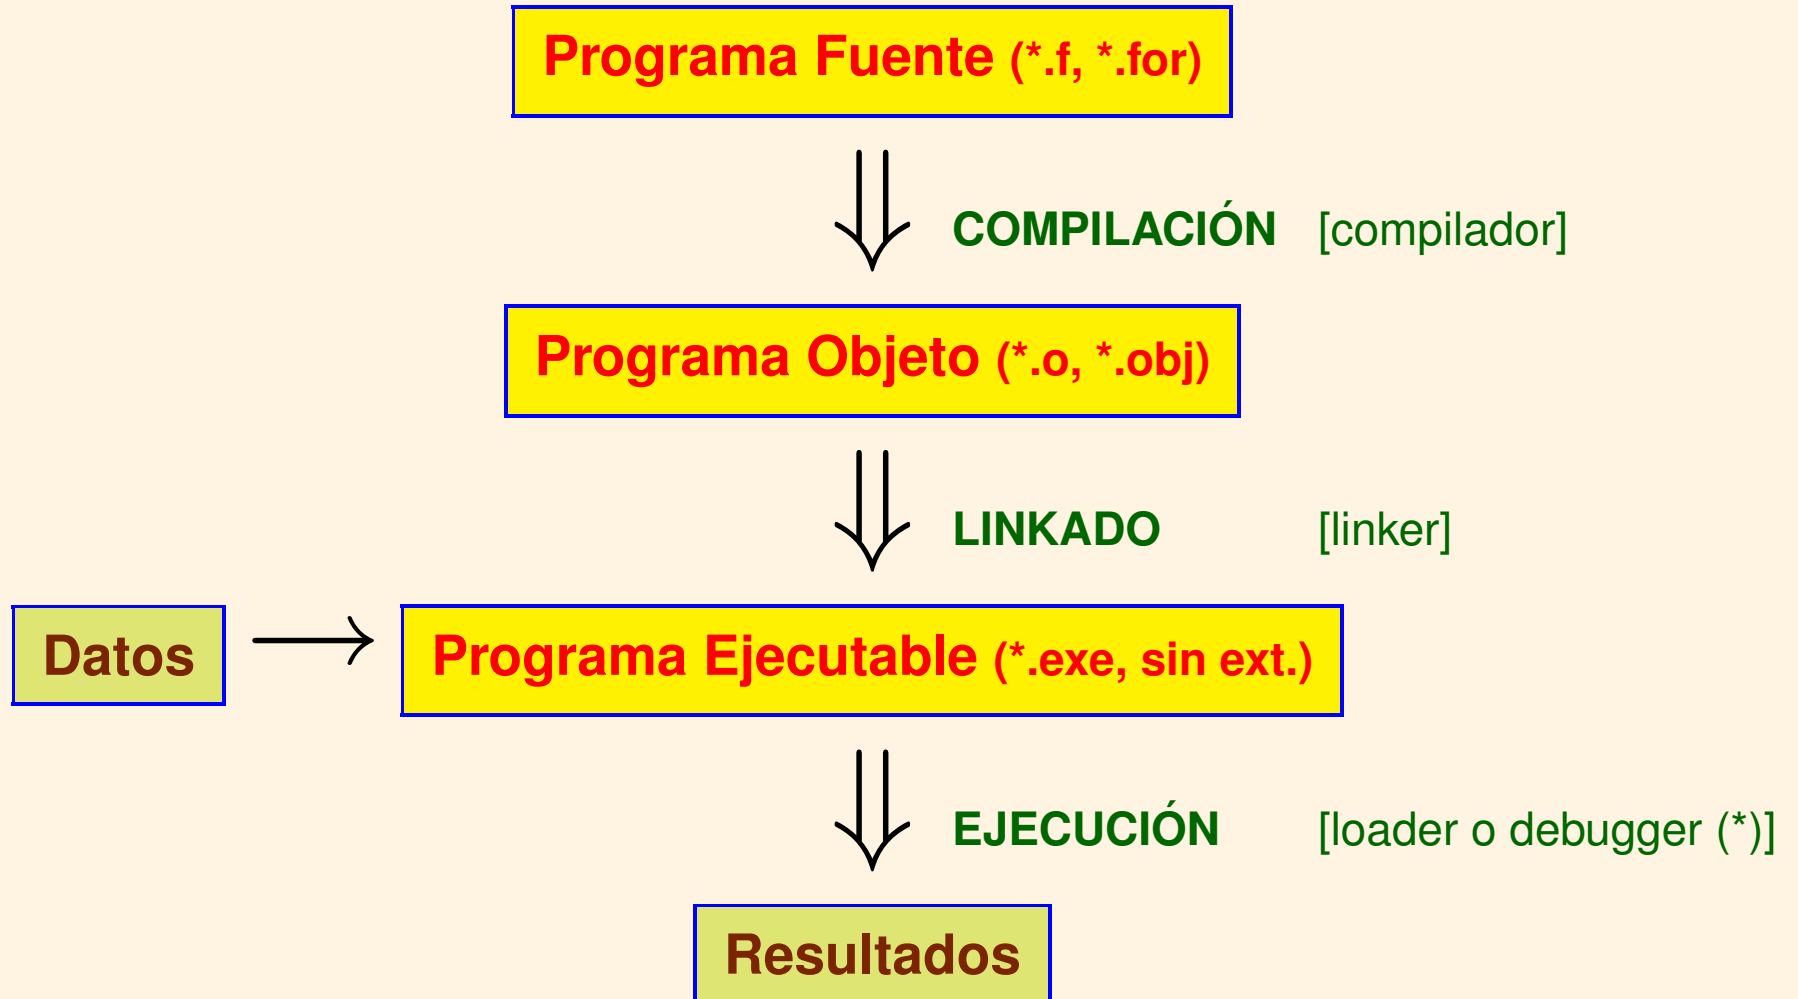 Programa Fuente (*.f, *.for)
COMPILACIÓN [compilador]
Programa Objeto (*.o, *.obj)
LINKADO [linker]
Datos Programa Ejecutable (*.exe, sin ext.)
EJECUCIÓN [loader o debugger (*)]
Resultados